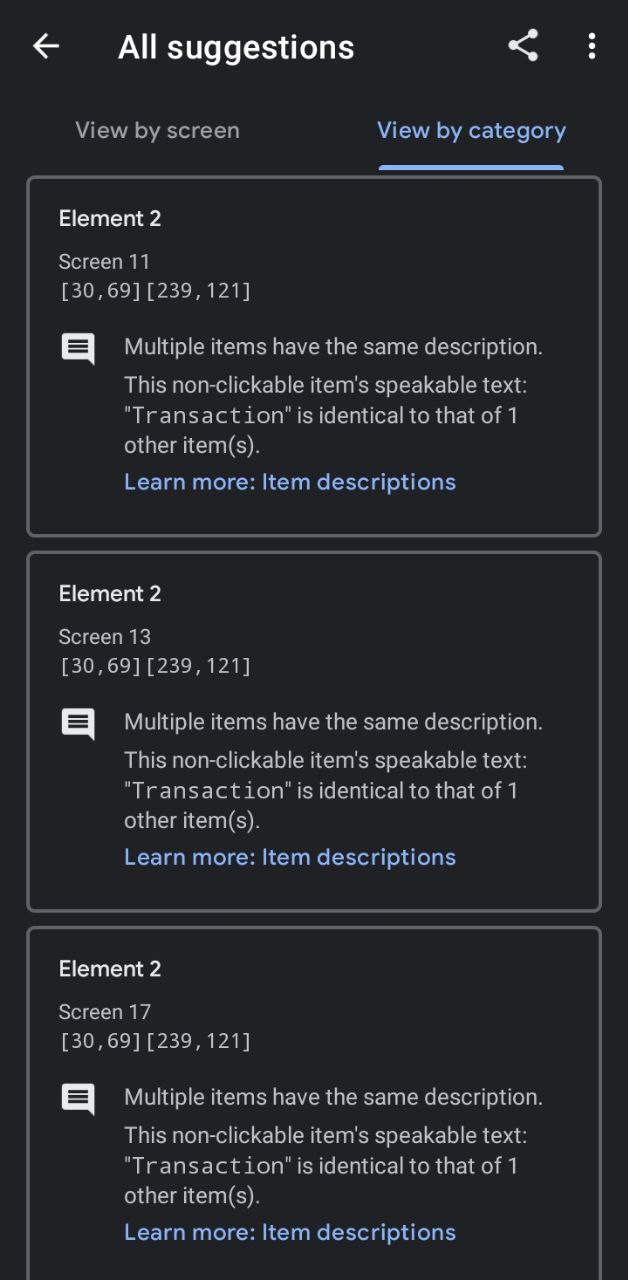 All suggestions
View by screen
View by category
Element 2
Screen 11
[30,69][239,121]
Multiple items have the same description.
This non-clickable item's speakable text:
"Transaction" is identical to that of 1
other item(s).
Learn more: Item descriptions
Element 2
Screen 13
[30,69][239,121]
Multiple items have the same description.
This non-clickable item's speakable text:
"Transaction" is identical to that of 1
other item(s).
Learn more: Item descriptions
Element 2
Screen 17
[30,69][239,121]
Multiple items have the same description.
This non-clickable item's speakable text:
"Transaction" is identical to that of 1
other item(s).
Learn more: Item descriptions